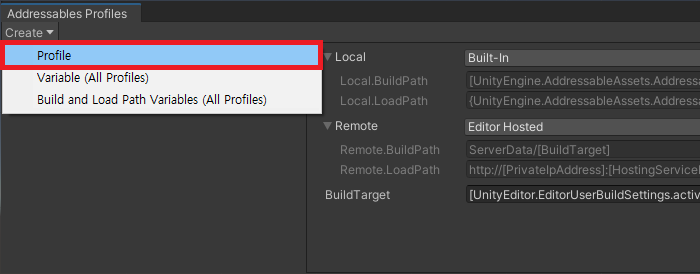 Addressables Profiles
Create
Profile
Variable (All Profiles)
Build and Load Path Variables (All Profiles)
Local
Built-In
Local.BuildPath
[UnityEngine.AddressableAssets.Address
Local.LoadPath
{UnityEngine.AddressableAssets.Address
Remote
Editor Hosted
Remote.BuildPath
ServerData/[BuildTarget]
Remote.LoadPath
http://[PrivateIpAddress]:[HostingService
BuildTarget
[UnityEditor.EditorUserBuildSettings.activ